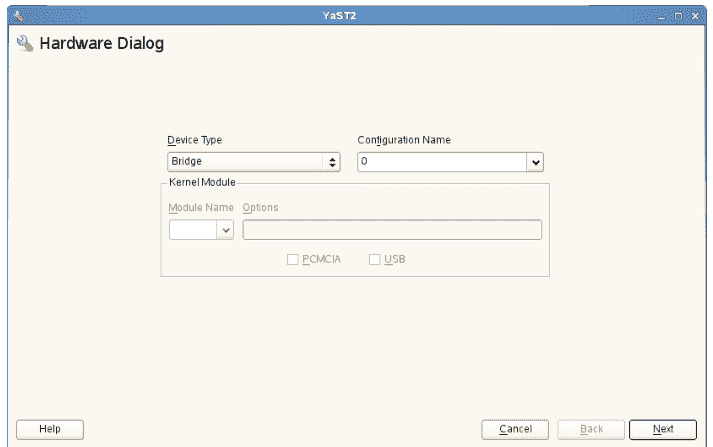 YaST2
Hardware Dialog
Device Type Configuration Name
Bridge 0
Kernel Module
Module Name Options
PCMCIA USB
Help Cancel Back Next